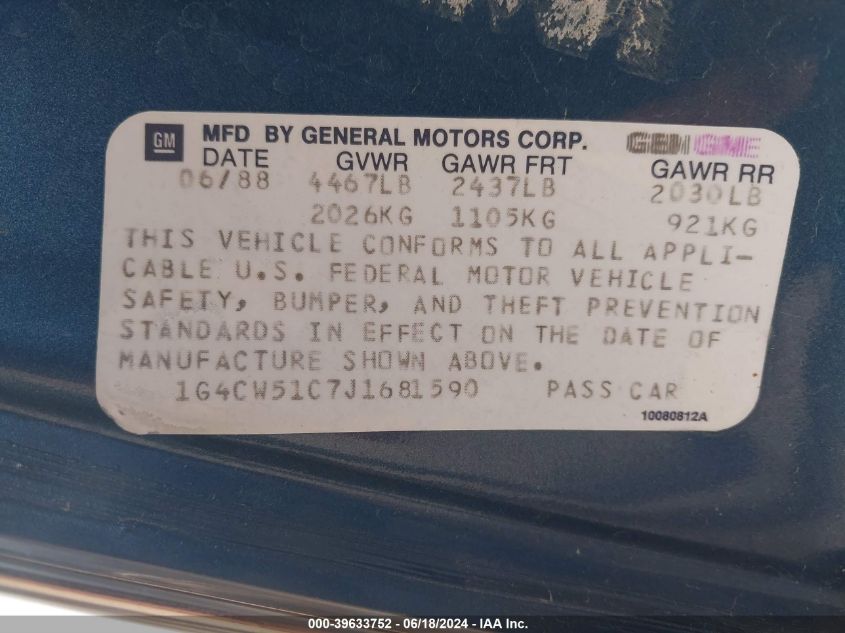 GM MFD BY GENERAL MOTORS CORP. GEM GME
DATE GVWR GAWR FRT GAWR RR
06/88 4467LB 2437LB 2030LB
2026KG 1105KG 921KG
THIS VEHICLE CONFORMS TO ALL APPLI-
CABLE U.S. FEDERAL MOTOR VEHICLE
SAFETY, BUMPER, AND THEFT PREVENTION
STANDARDS IN EFFECT ON THE DATE OF
MANUFACTURE SHOWN ABOVE.
1G4CW51C7J1681590 PASS CAR
10080812A
000-39633752 / 06/18/2024 - IAA Inc.